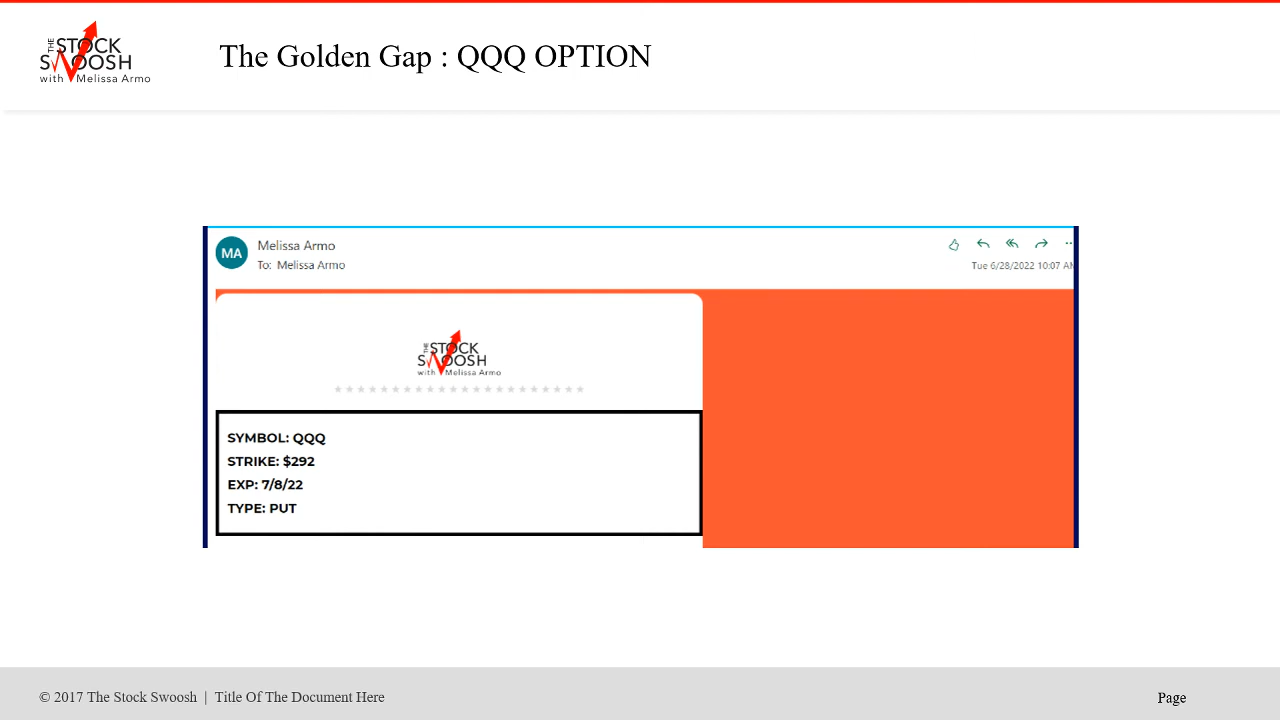 THE STOCK
SWOOSH
with Melissa Armo
The Golden Gap : QQQ OPTION
MA
Melissa Armo
To: Melissa Armo
Tue 6/28/2022 10:07 AM
THE STOCK
SWOOSH
with Melissa Armo
SYMBOL: QQQ
STRIKE: $292
EXP: 7/8/22
TYPE: PUT
© 2017 The Stock Swoosh | Title Of The Document Here
Page